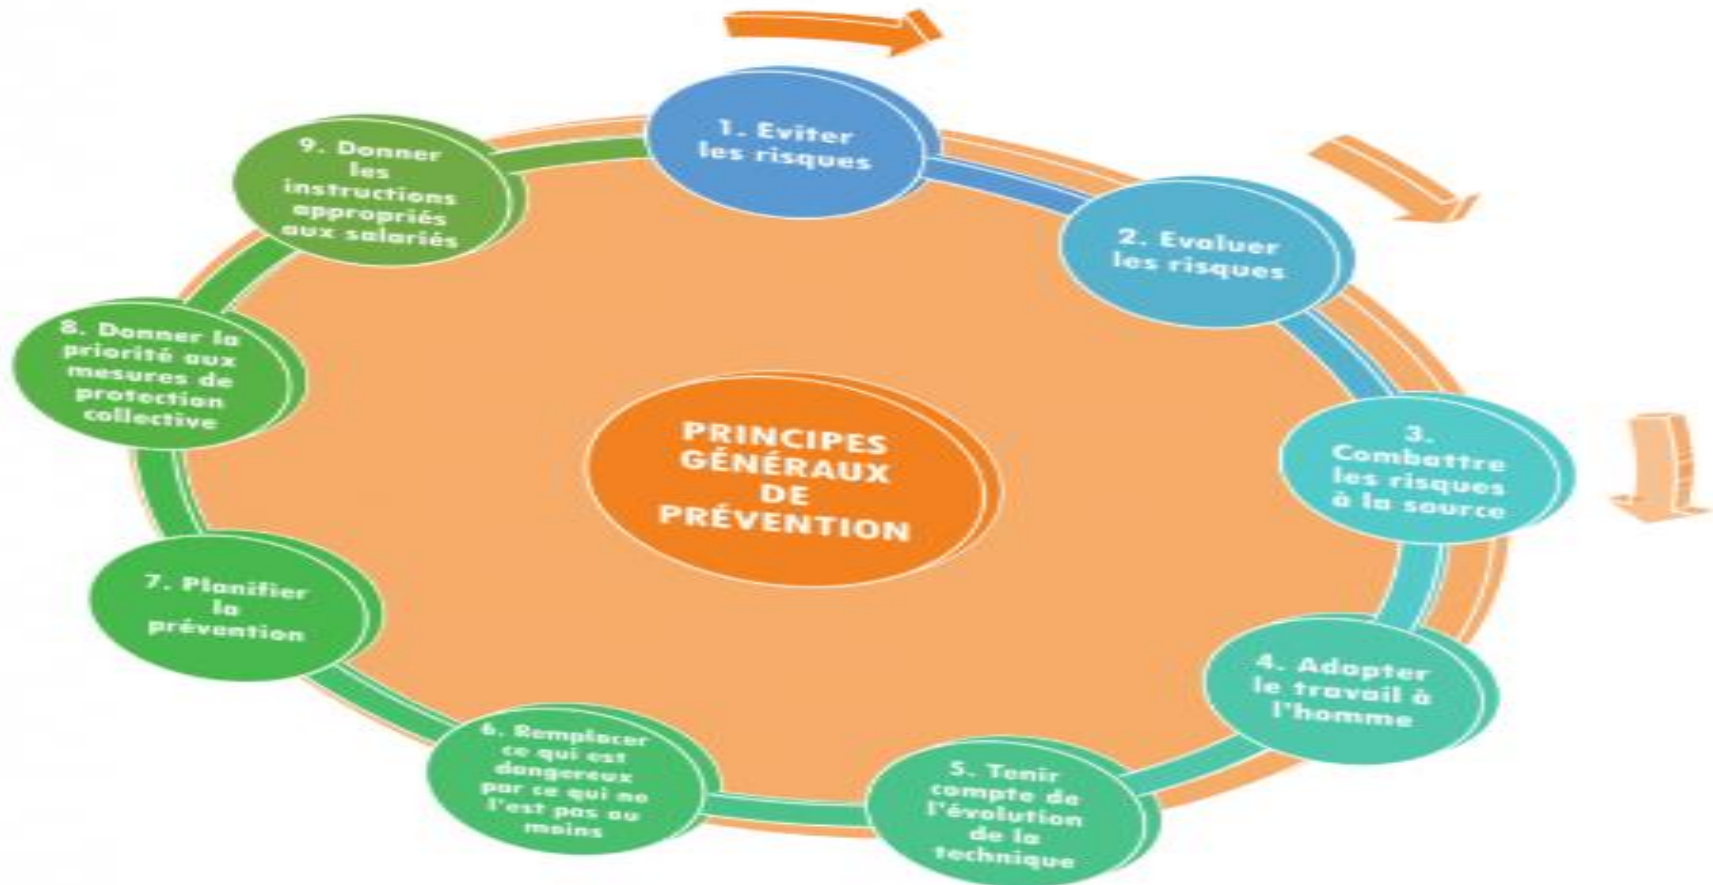 PRINCIPES
GÉNÉRAUX
DE
PRÉVENTION
1. Eviter
les risques
2. Evaluer
les risques
3.
Combattre
les risques
à la source
4. Adapter
le travail à
l'homme
5. Tenir
compte de
l'évolution
de la
technique
6. Remplacer
ce qui est
dangereux
par ce qui ne
l'est pas ou
moins
7. Planifier
la
prévention
8. Donner la
priorité aux
mesures de
protection
collective
9. Donner
les
instructions
appropriés
aux salariés